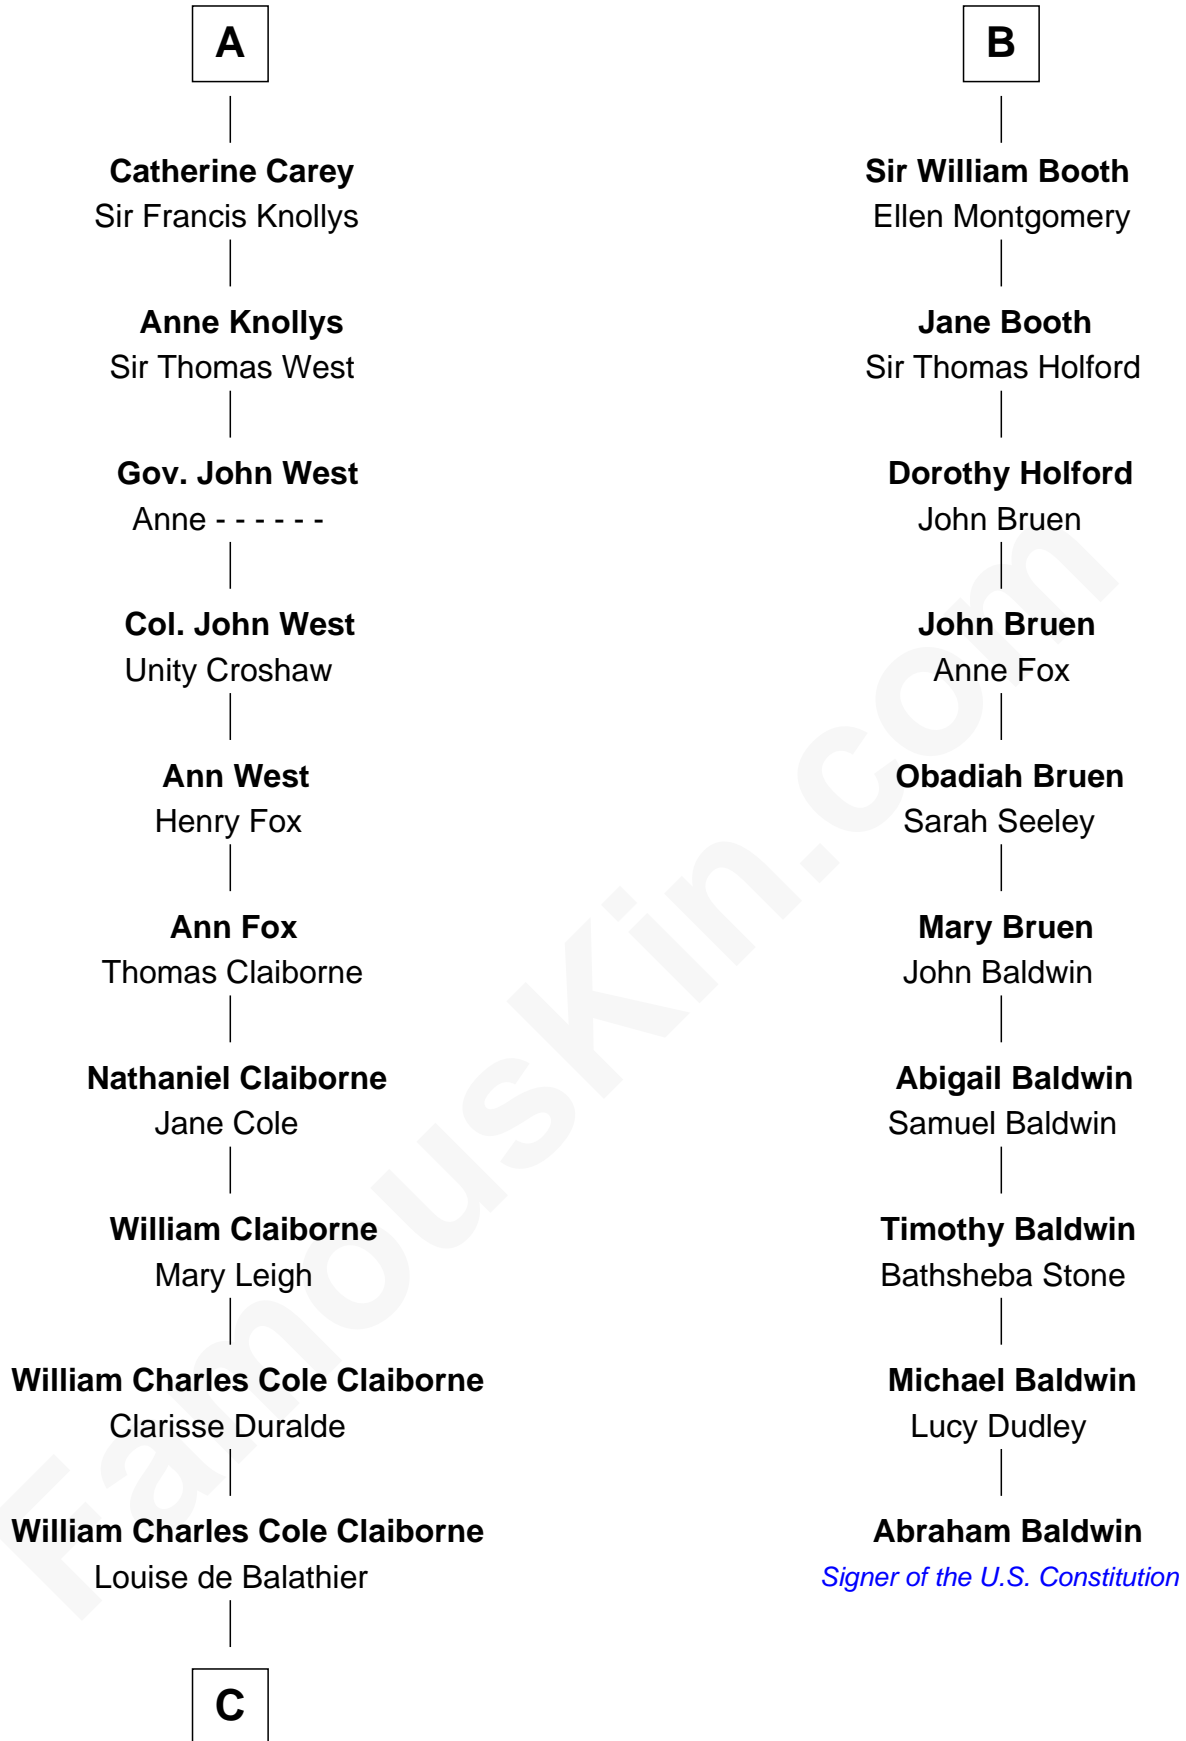 A
Catherine Carey
Sir Francis Knollys
Anne Knollys
Sir Thomas West
Gov. John West
Anne - - - - - -
Col. John West
Unity Croshaw
Ann West
Henry Fox
Ann Fox
Thomas Claiborne
Nathaniel Claiborne
Jane Cole
William Claiborne
Mary Leigh
William Charles Cole Claiborne
Clarisse Duralde
William Charles Cole Claiborne
Louise de Balathier
C
B
Sir William Booth
Ellen Montgomery
Jane Booth
Sir Thomas Holford
Dorothy Holford
John Bruen
John Bruen
Anne Fox
Obadiah Bruen
Sarah Seeley
Mary Bruen
John Baldwin
Abigail Baldwin
Samuel Baldwin
Timothy Baldwin
Bathsheba Stone
Michael Baldwin
Lucy Dudley
Abraham Baldwin
Signer of the U.S. Constitution
FamousKin.com